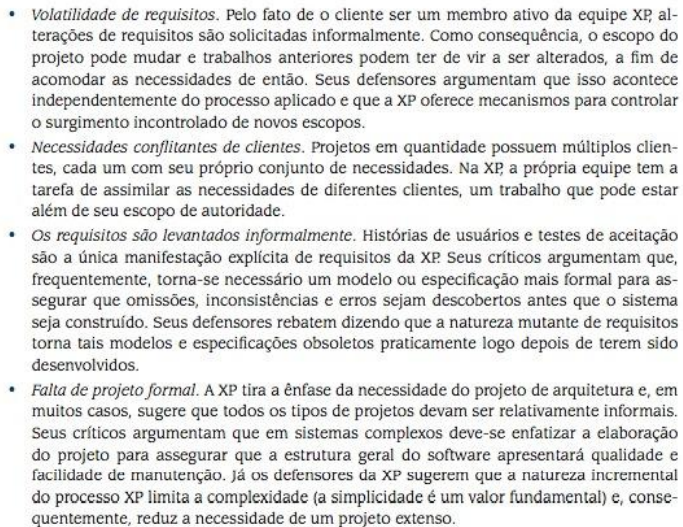 • Volatilidade de requisitos. Pelo fato de o cliente ser um membro ativo da equipe XP, al-
terações de requisitos são solicitadas informalmente. Como consequência, o escopo do
projeto pode mudar e trabalhos anteriores podem ter de vir a ser alterados, a fim de
acomodar as necessidades de então. Seus defensores argumentam que isso acontece
independentemente do processo aplicado e que a XP oferece mecanismos para controlar
o surgimento incontrolado de novos escopos.
• Necessidades conflitantes de clientes. Projetos em quantidade possuem múltiplos clien-
tes, cada um com seu próprio conjunto de necessidades. Na XP, a própria equipe tem a
tarefa de assimilar as necessidades de diferentes clientes, um trabalho que pode estar
além de seu escopo de autoridade.
• Os requisitos são levantados informalmente. Histórias de usuários e testes de aceitação
são a única manifestação explícita de requisitos da XP. Seus críticos argumentam que,
frequentemente, torna-se necessário um modelo ou especificação mais formal para as-
segurar que omissões, inconsistências e erros sejam descobertos antes que o sistema
seja construído. Seus defensores rebatem dizendo que a natureza mutante de requisitos
torna tais modelos e especificações obsoletos praticamente logo depois de terem sido
desenvolvidos.
• Falta de projeto formal. A XP tira a ênfase da necessidade do projeto de arquitetura e, em
muitos casos, sugere que todos os tipos de projetos devam ser relativamente informais.
Seus críticos argumentam que em sistemas complexos deve-se enfatizar a elaboração
do projeto para assegurar que a estrutura geral do software apresentará qualidade e
facilidade de manutenção. Já os defensores da XP sugerem que a natureza incremental
do processo XP limita a complexidade (a simplicidade é um valor fundamental) e, conse-
quentemente, reduz a necessidade de um projeto extenso.